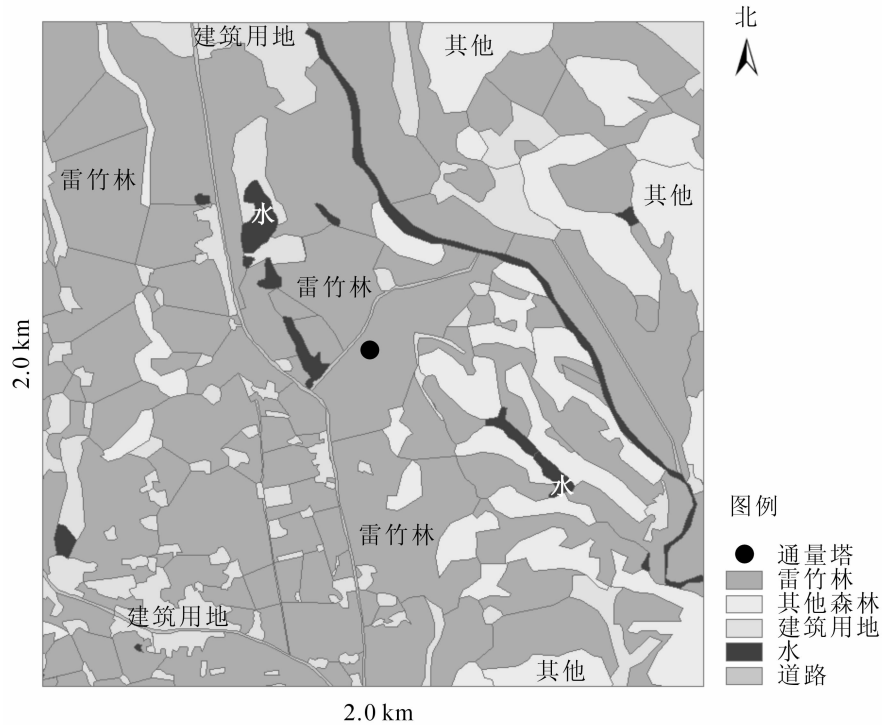 北
建筑用地
其他
雷竹林
其他
水
雷竹林
2.0 km
水
雷竹林
建筑用地
其他
2.0 km
图例
通量塔
雷竹林
其他森林
建筑用地
水
道路